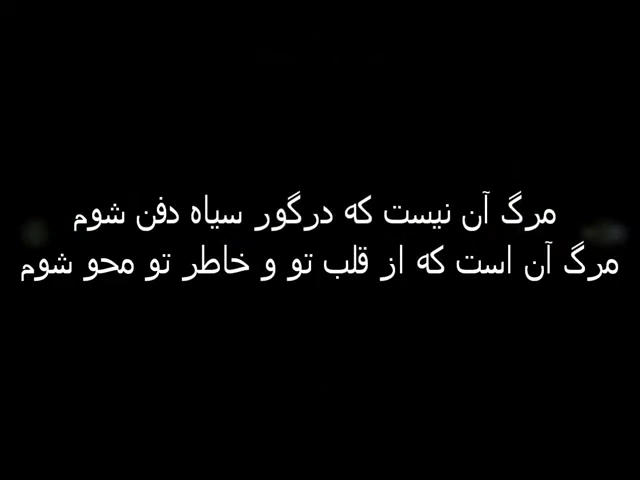 مرگ آن نیست که درگور سیاه دفن شوم
مرگ آن است که از قلب تو و خاطر تو محو شوم